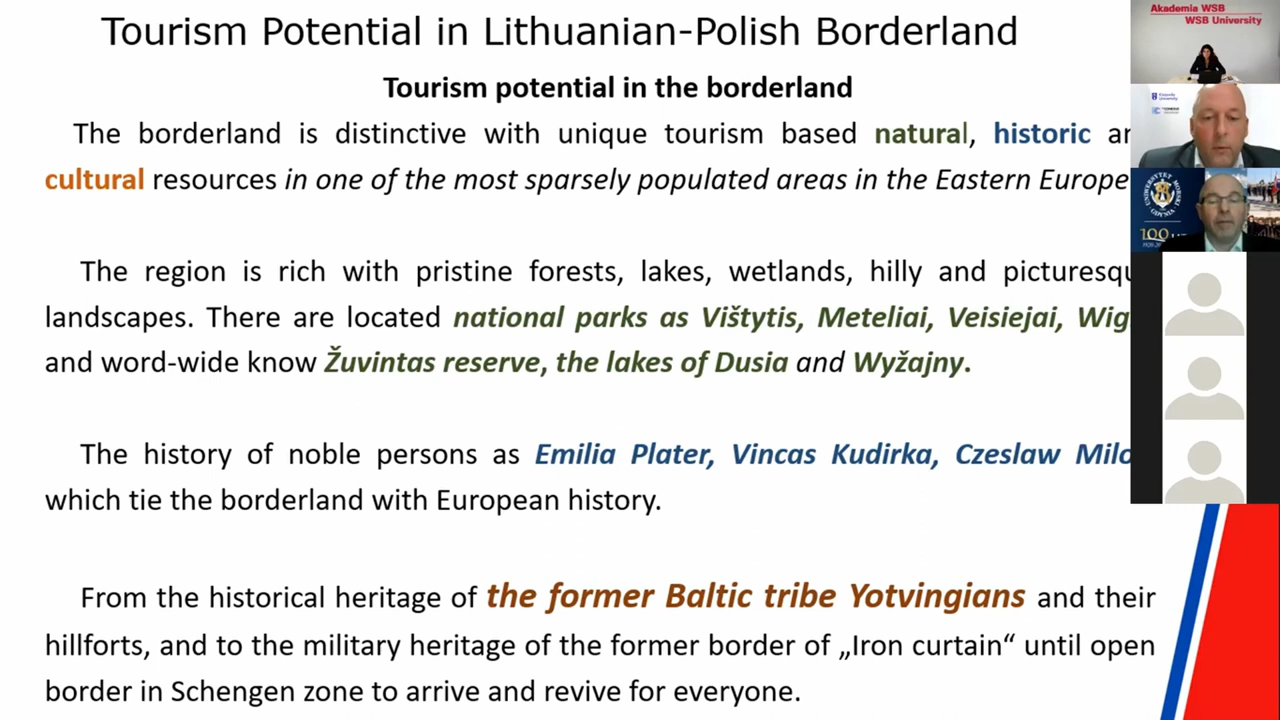 Tourism Potential in Lithuanian-Polish Borderland
Tourism potential in the borderland
The borderland is distinctive with unique tourism based natural, historic
cultural resources in one of the most sparsely populated areas in the Eastern
The region is rich with pristine forests, lakes, wetlands, hilly and
landscapes. There are located national parks as Vištytis, Meteliai, Veisiejai,
and word-wide know Žuvintas reserve, the lakes of Dusia and Wyžajny.
The history of noble persons as Emilia Plater, Vincas Kudirka, Czeslaw
which tie the borderland with European history.
From the historical heritage of the former Baltic tribe Yotvingians and their
hillforts, and to the military heritage of the former border of „Iron curtain“ until open
border in Schengen zone to arrive and revive for everyone.
Akademia WSB
WSB University
UNIWERSYTET MORSKI
GDYNIA
100